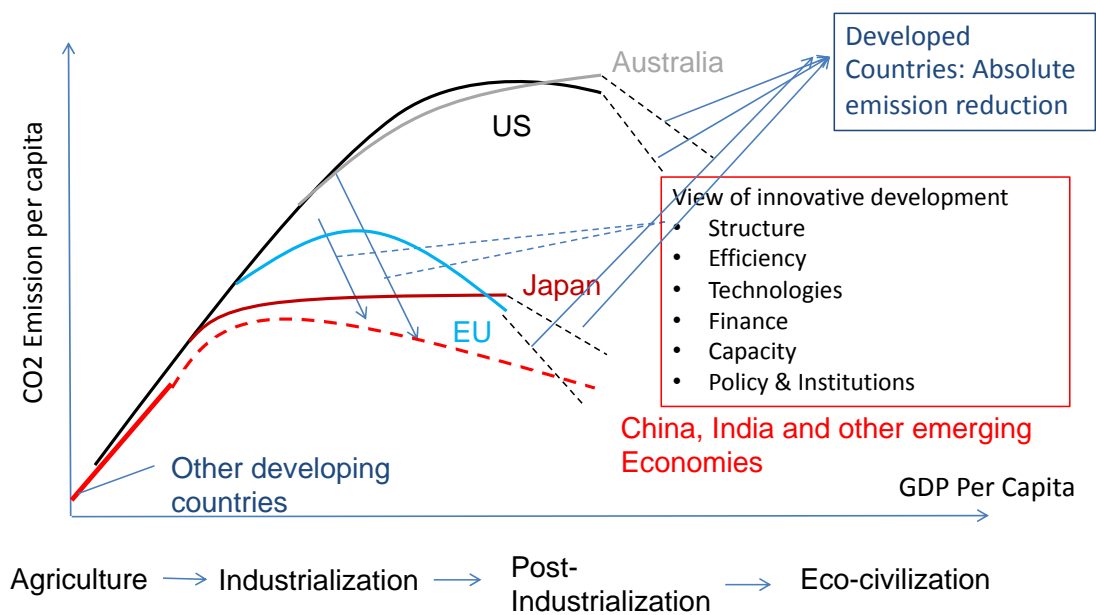 Developed
Countries: Absolute
emission reduction
Australia
US
CO2 Emission per capita
View of innovative development
• Structure
• Efficiency
• Technologies
• Finance
• Capacity
• Policy & Institutions
Japan
EU
China, India and other emerging
Economies
Other developing
countries
GDP Per Capita
Agriculture
Industrialization
Post-
Industrialization
Eco-civilization